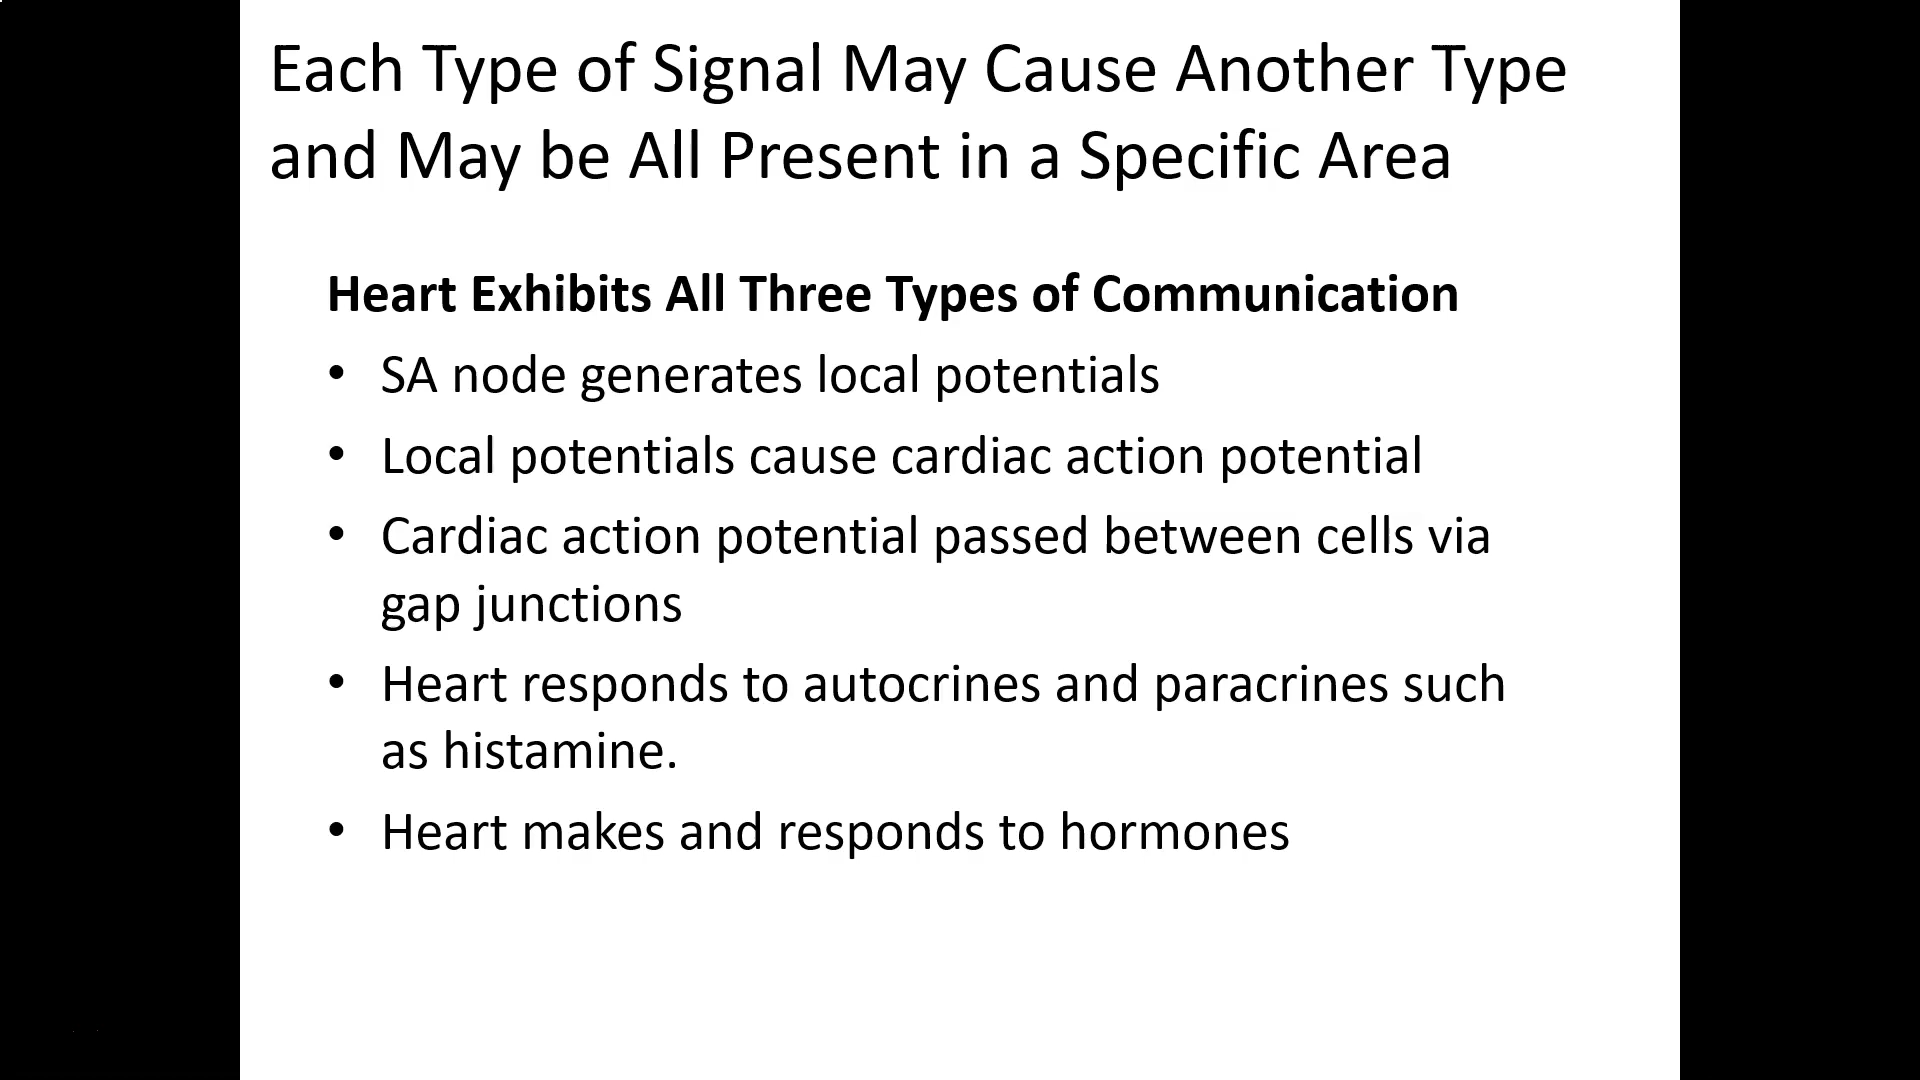 Each Type of Signal May Cause Another Type
and May be All Present in a Specific Area
Heart Exhibits All Three Types of Communication
• SA node generates local potentials
• Local potentials cause cardiac action potential
• Cardiac action potential passed between cells via
gap junctions
• Heart responds to autocrines and paracrines such
as histamine.
• Heart makes and responds to hormones